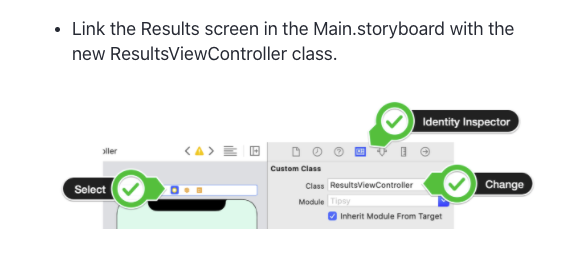 • Link the Results screen in the Main.storyboard with the
new ResultsViewController class.
Identity Inspector
oller
Custom Class
Select
Class ResultsViewController
Change
Module Tipsy
Inherit Module From Target